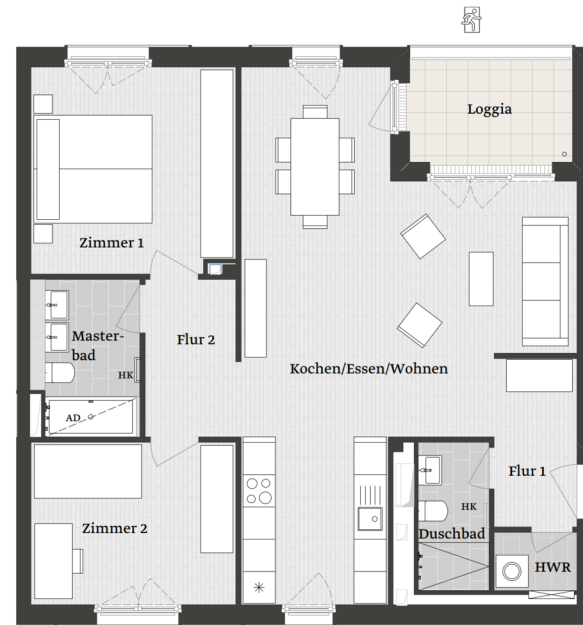 Loggia
Zimmer 1
Master-
bad
Flur 2
HK
Kochen/Essen/Wohnen
AD
Flur 1
HK
Zimmer 2
Duschbad
HWR